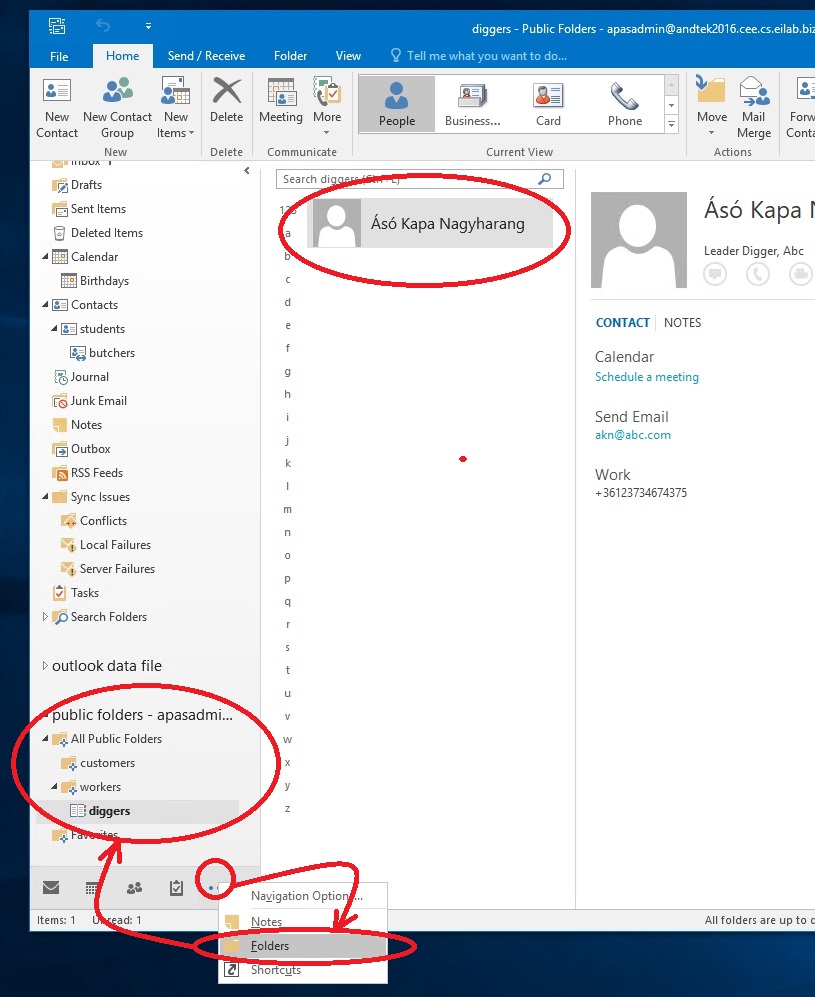 diggers - Public Folders - apasadmin@andtek2016.cee.cs.eilab.biz
File Home Send / Receive Folder View Tell me what you want to do...
New Contact
New Contact Group
New Items
Delete
Meeting
More
People
Business...
Card
Phone
Move
Mail Merge
New
Delete
Communicate
Current View
Actions
Inbox 1
Drafts
Sent Items
Deleted Items
Calendar
Birthdays
Contacts
students
butchers
Journal
Junk Email
Notes
Outbox
RSS Feeds
Sync Issues
Conflicts
Local Failures
Server Failures
Tasks
Search Folders
outlook data file
public folders - apasadmi...
All Public Folders
customers
workers
diggers
Favorites
Search diggers (Ctrl+E)
123
Ásó Kapa Nagyharang
a
b
c
d
e
f
g
h
i
j
k
l
m
n
o
p
q
r
s
t
u
v
w
x
y
z
Ásó Kapa
Leader Digger, Abc
CONTACT NOTES
Calendar
Schedule a meeting
Send Email
akn@abc.com
Work
+36123734674375
Navigation Options...
Notes
Folders
Shortcuts
Items: 1 Unread: 1
All folders are up to